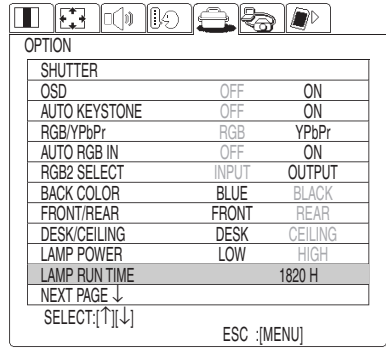 OPTION
SHUTTER
OSD OFF ON
AUTO KEYSTONE OFF ON
RGB/YPbPr RGB YPbPr
AUTO RGB IN OFF ON
RGB2 SELECT INPUT OUTPUT
BACK COLOR BLUE BLACK
FRONT/REAR FRONT REAR
DESK/CEILING DESK CEILING
LAMP POWER LOW HIGH
LAMP RUN TIME 1820 H
NEXT PAGE ↓
SELECT:[↑][↓]
ESC :[MENU]